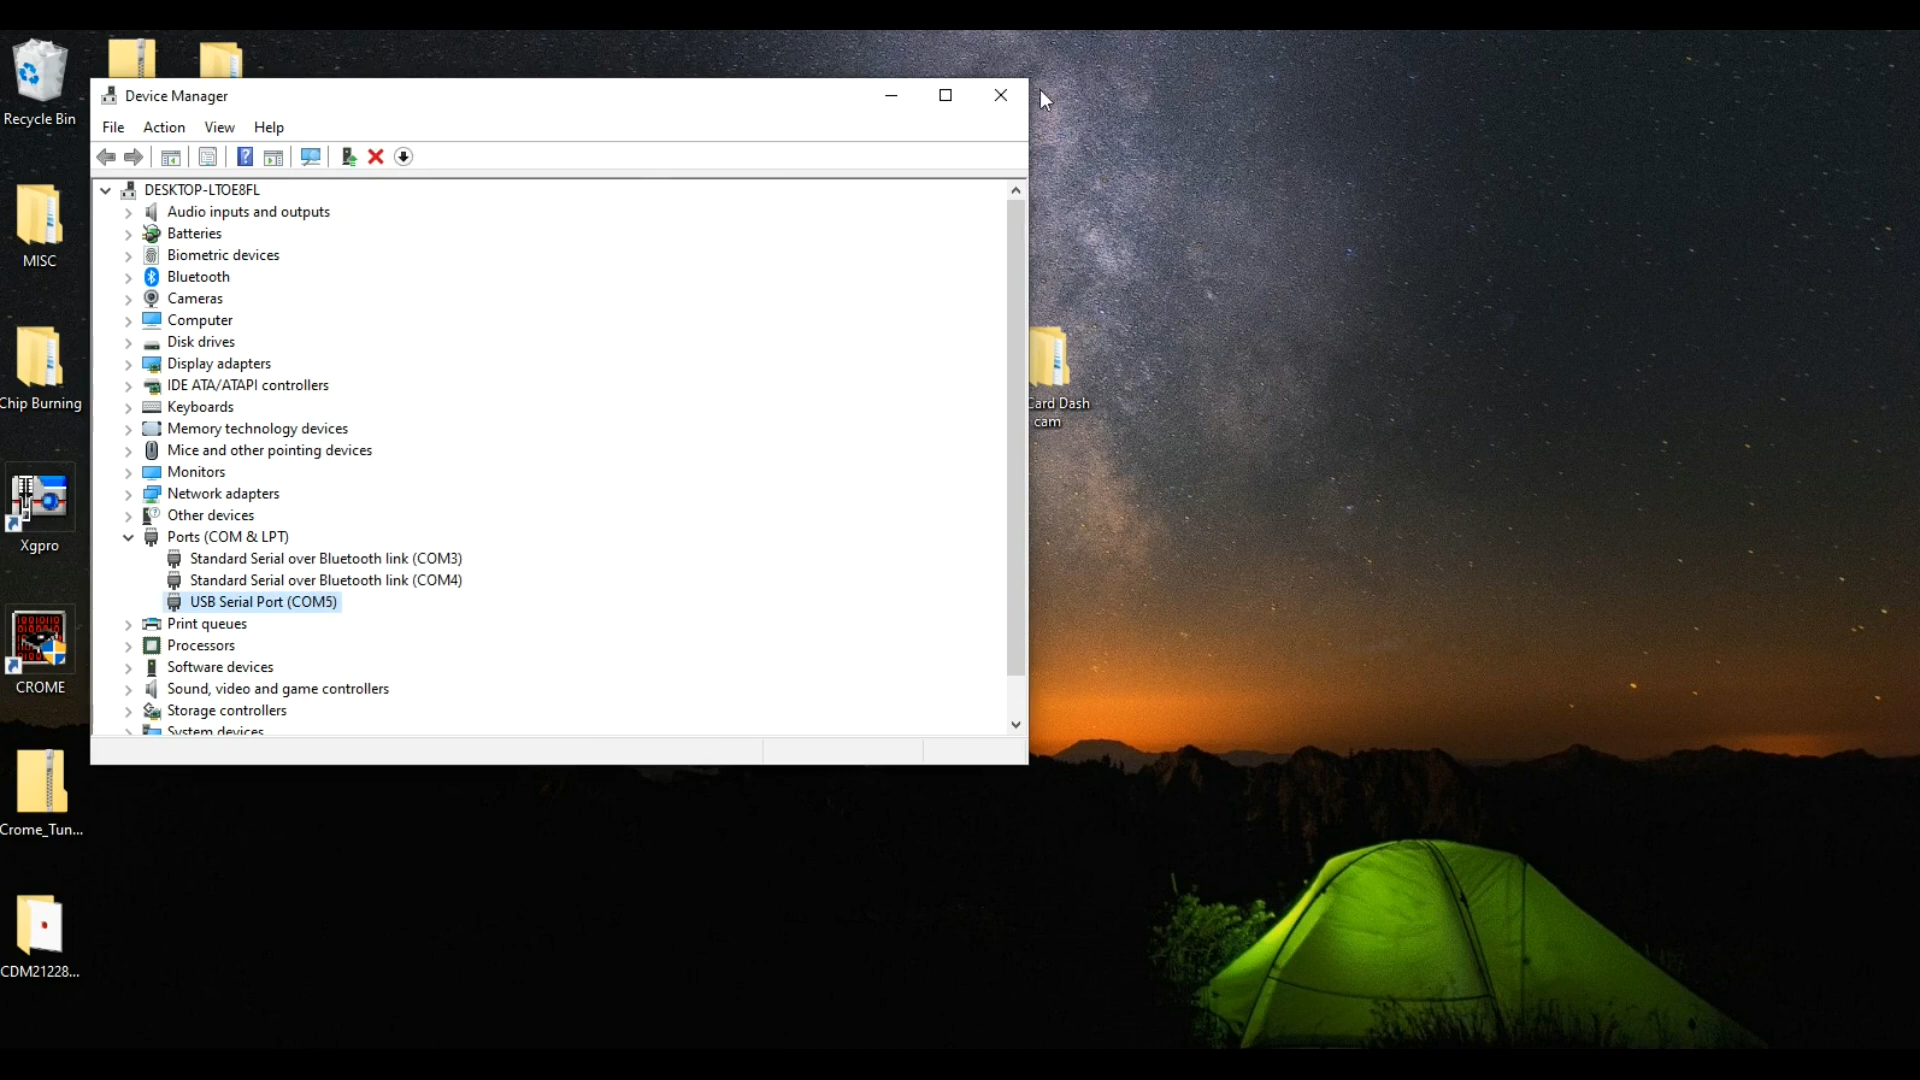 Device Manager
File Action View Help
DESKTOP-LTOE8FL
Audio inputs and outputs
Batteries
Biometric devices
Bluetooth
Cameras
Computer
Disk drives
Display adapters
IDE ATA/ATAPI controllers
Keyboards
Memory technology devices
Mice and other pointing devices
Monitors
Network adapters
Other devices
Ports (COM & LPT)
Standard Serial over Bluetooth link (COM3)
Standard Serial over Bluetooth link (COM4)
USB Serial Port (COM5)
Print queues
Processors
Software devices
Sound, video and game controllers
Storage controllers
System devices
Recycle Bin
MISC
Chip Burning
Xgpro
CROME
Crome_Tun...
CDM21228...
Card Dash
cam